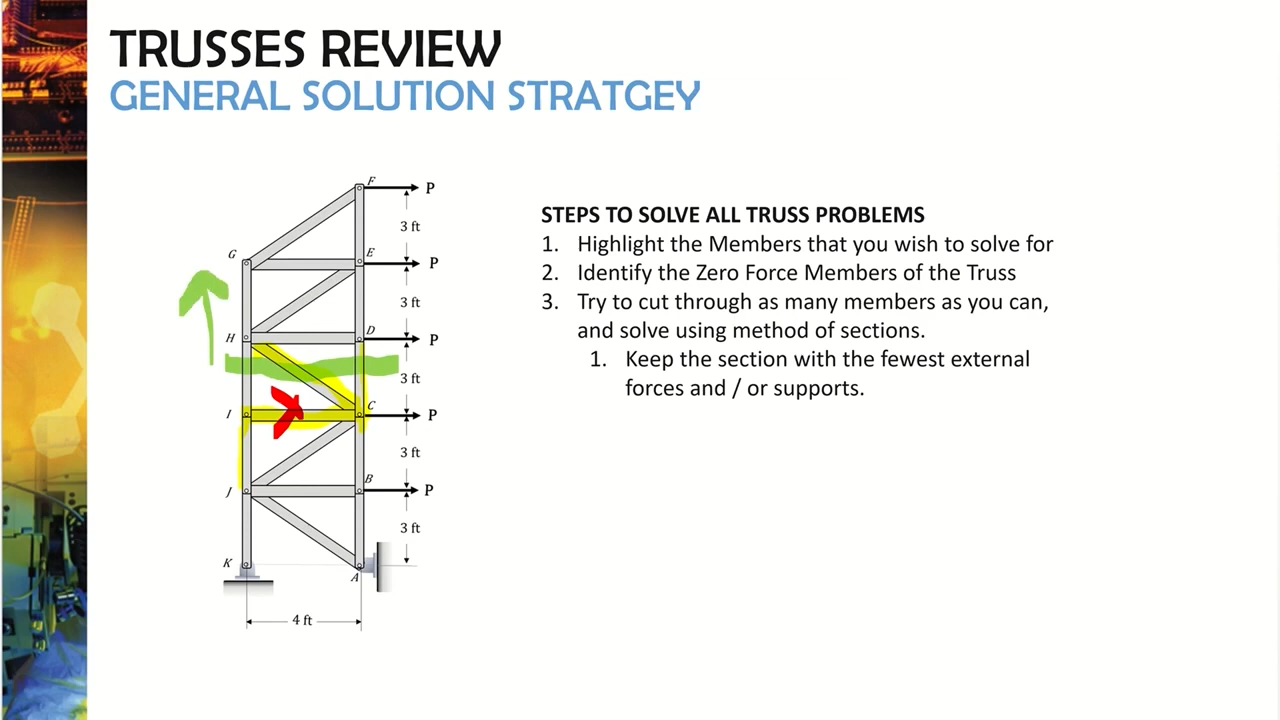 TRUSSES REVIEW
GENERAL SOLUTION STRATGEY
F
P
3 ft
G
E
P
3 ft
H
D
P
3 ft
I
C
P
3 ft
J
B
P
3 ft
K
A
4 ft
STEPS TO SOLVE ALL TRUSS PROBLEMS
1. Highlight the Members that you wish to solve for
2. Identify the Zero Force Members of the Truss
3. Try to cut through as many members as you can,
and solve using method of sections.
1. Keep the section with the fewest external
forces and / or supports.